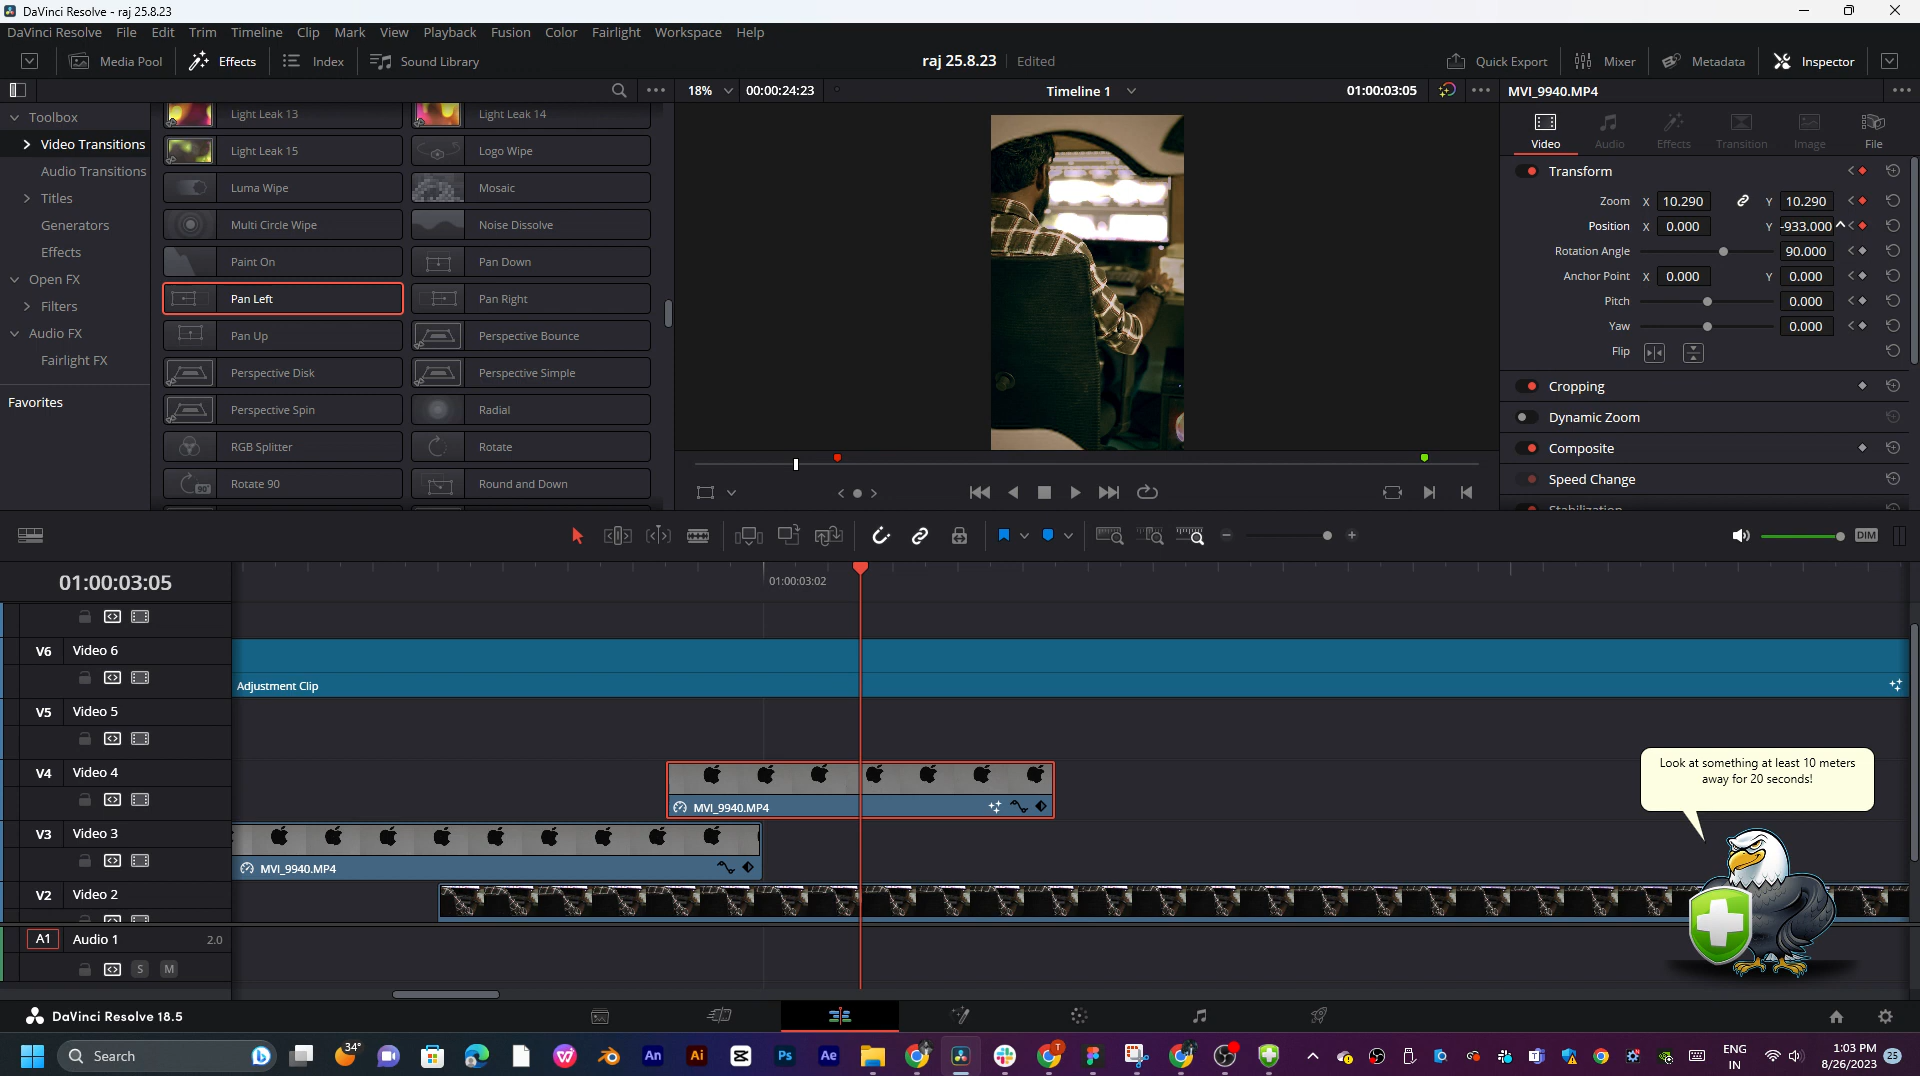 DaVinci Resolve - raj 25.8.23
DaVinci Resolve File Edit Trim Timeline Clip Mark View Playback Fusion Color Fairlight Workspace Help
Media Pool Effects Index Sound Library raj 25.8.23 Edited Quick Export Mixer Metadata Inspector
18% 00:00:24:23 Timeline 1 01:00:03:05 MVI_9940.MP4
Toolbox
Video Transitions
Audio Transitions
Titles
Generators
Effects
Open FX
Filters
Audio FX
Fairlight FX
Favorites
Light Leak 13 Light Leak 14
Light Leak 15 Logo Wipe
Luma Wipe Mosaic
Multi Circle Wipe Noise Dissolve
Paint On Pan Down
Pan Left Pan Right
Pan Up Perspective Bounce
Perspective Disk Perspective Simple
Perspective Spin Radial
RGB Splitter Rotate
90 Rotate 90 Round and Down
Video Audio Effects Transition Image File
Transform
Zoom X 10.290 Y 10.290
Position X 0.000 Y -933.000
Rotation Angle 90.000
Anchor Point X 0.000 Y 0.000
Pitch 0.000
Yaw 0.000
Flip
Cropping
Dynamic Zoom
Composite
Speed Change
Stabilization
DIM
01:00:03:05 01:00:03:02
V6 Video 6
Adjustment Clip
V5 Video 5
V4 Video 4
MVI_9940.MP4
V3 Video 3
MVI_9940.MP4
V2 Video 2
A1 Audio 1 2.0
S M
Look at something at least 10 meters
away for 20 seconds!
DaVinci Resolve 18.5
Search 34° An Ai Ps Ae ENG
IN 1:03 PM
8/26/2023 25